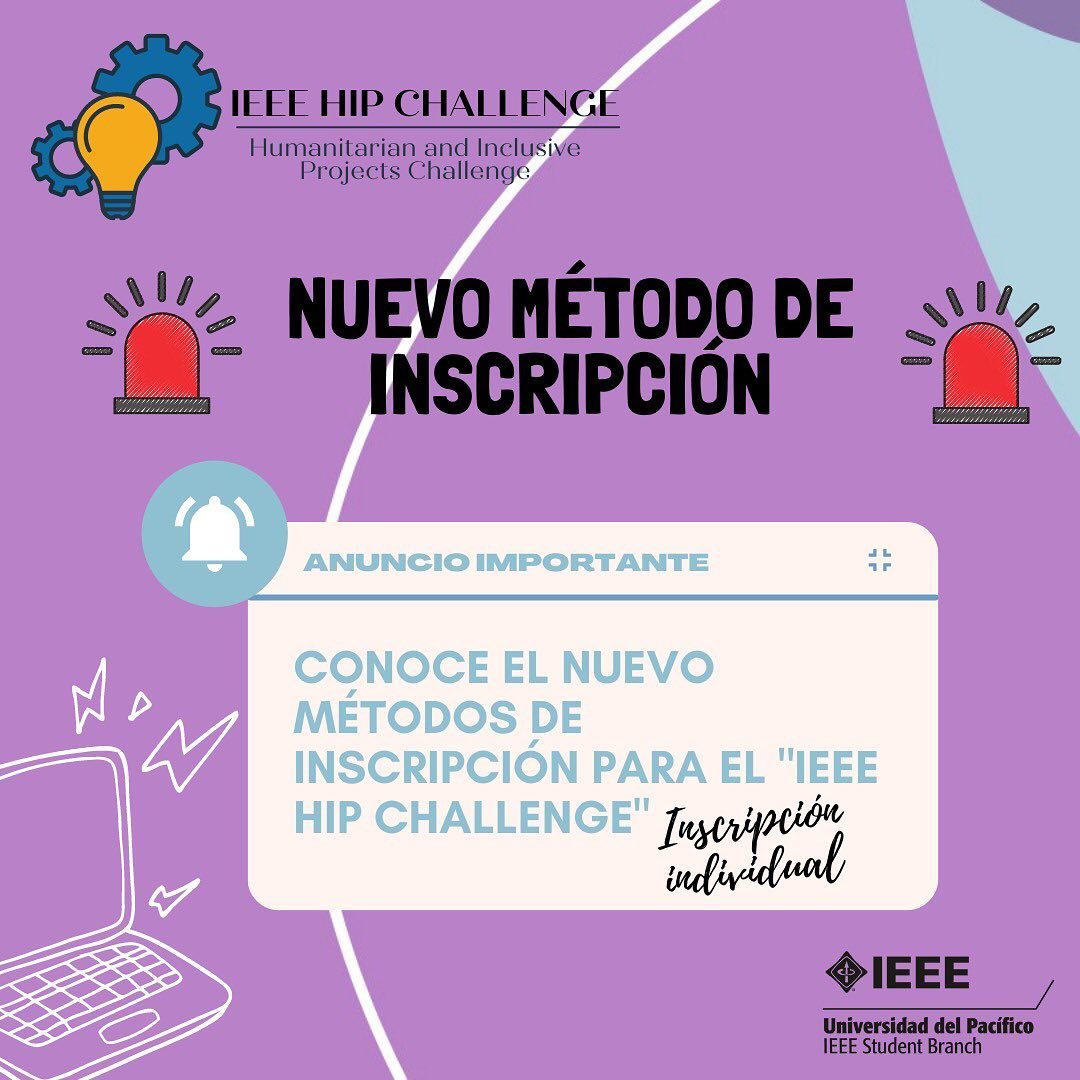 IEEE HIP CHALLENGE
Humanitarian and Inclusive
Projects Challenge
NUEVO MÉTODO DE
INSCRIPCIÓN
ANUNCIO IMPORTANTE
CONOCE EL NUEVO
MÉTODOS DE
INSCRIPCIÓN PARA EL "IEEE
HIP CHALLENGE"
Inscripción
individual
IEEE
Universidad del Pacífico
IEEE Student Branch